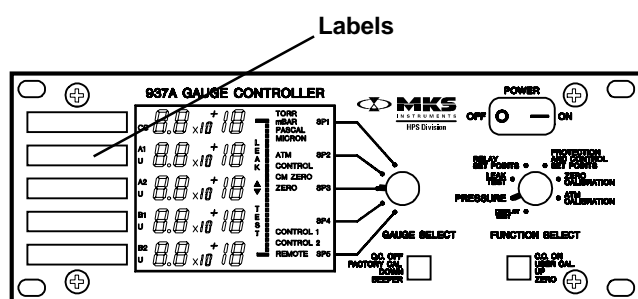 Labels
937A GAUGE CONTROLLER
CC
A1
U
A2
U
B1
U
B2
U
LEAK
TEST
TORR
mBAR
PASCAL
MICRON
ATM
CONTROL
CM ZERO
ZERO
CONTROL 1
CONTROL 2
REMOTE
SP1
SP2
SP3
SP4
SP5
MKS
INSTRUMENTS
HPS Division
POWER
OFF
ON
RELAY
SET POINTS
LEAK
TEST
PRESSURE
PROTECTION
AND CONTROL
SET POINTS
ZERO
CALIBRATION
ATM
CALIBRATION
GAUGE SELECT
FUNCTION SELECT
C.C. OFF
FACTORY CAL.
DOWN
BEEPER
C.C. ON
USER CAL.
UP
ZERO